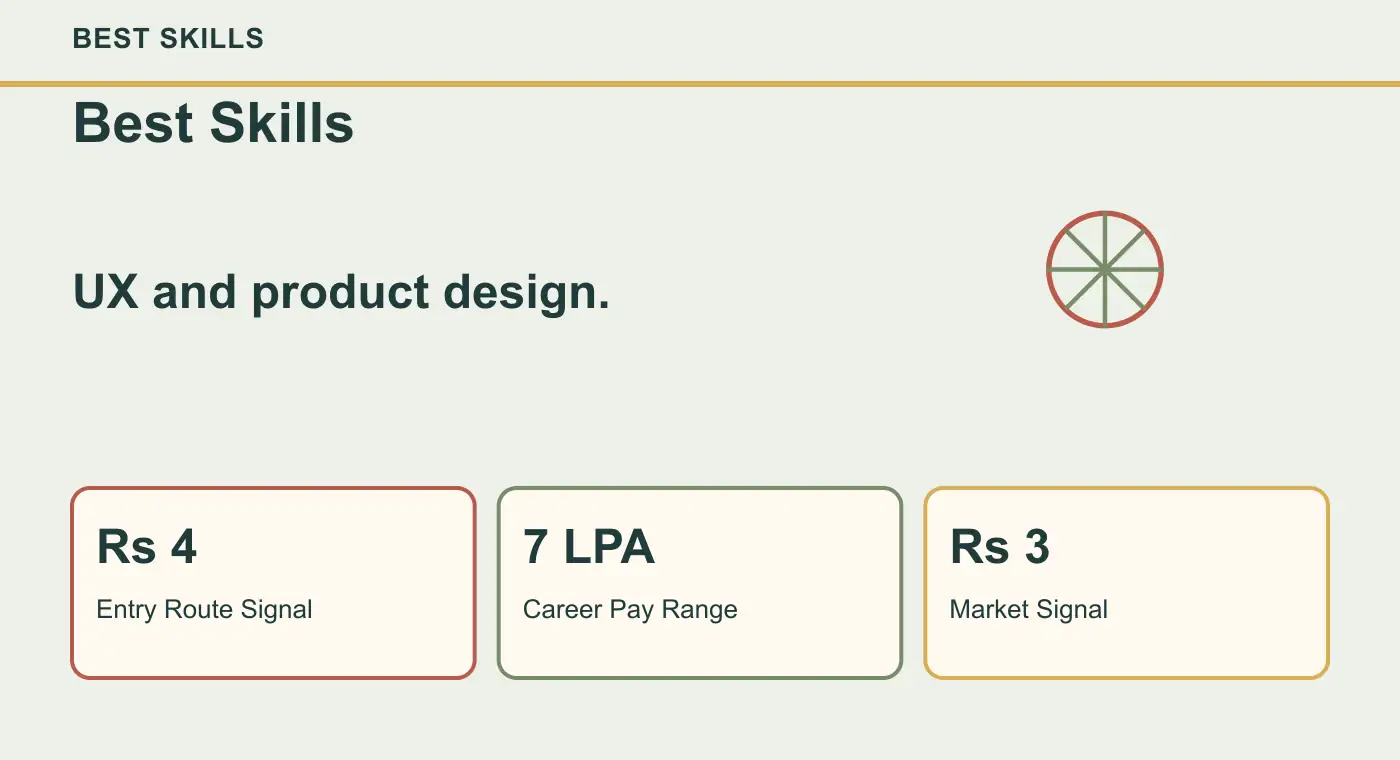 BEST SKILLS
Best Skills
UX and product design.
Rs 4
Entry Route Signal
7 LPA
Career Pay Range
Rs 3
Market Signal